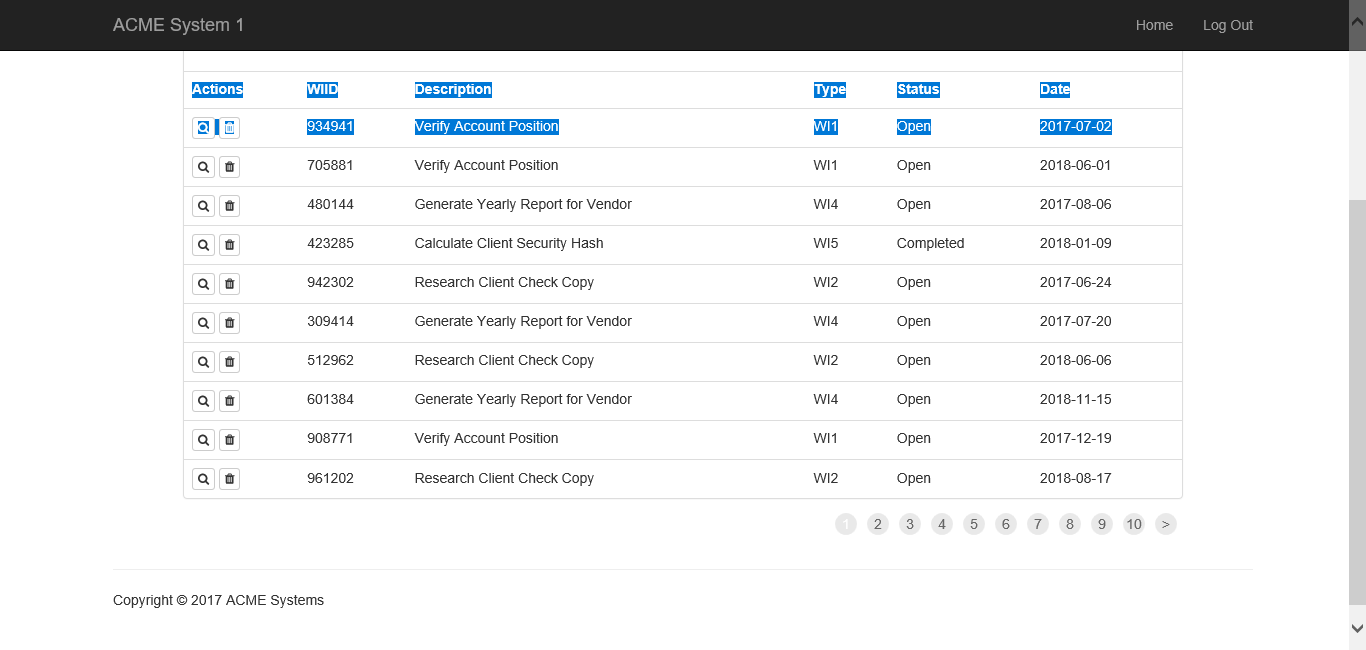 ACME System 1 Home Log Out
Actions WIID Description Type Status Date
934941 Verify Account Position WI1 Open 2017-07-02
705881 Verify Account Position WI1 Open 2018-06-01
480144 Generate Yearly Report for Vendor WI4 Open 2017-08-06
423285 Calculate Client Security Hash WI5 Completed 2018-01-09
942302 Research Client Check Copy WI2 Open 2017-06-24
309414 Generate Yearly Report for Vendor WI4 Open 2017-07-20
512962 Research Client Check Copy WI2 Open 2018-06-06
601384 Generate Yearly Report for Vendor WI4 Open 2018-11-15
908771 Verify Account Position WI1 Open 2017-12-19
961202 Research Client Check Copy WI2 Open 2018-08-17
1 2 3 4 5 6 7 8 9 10 >
Copyright © 2017 ACME Systems